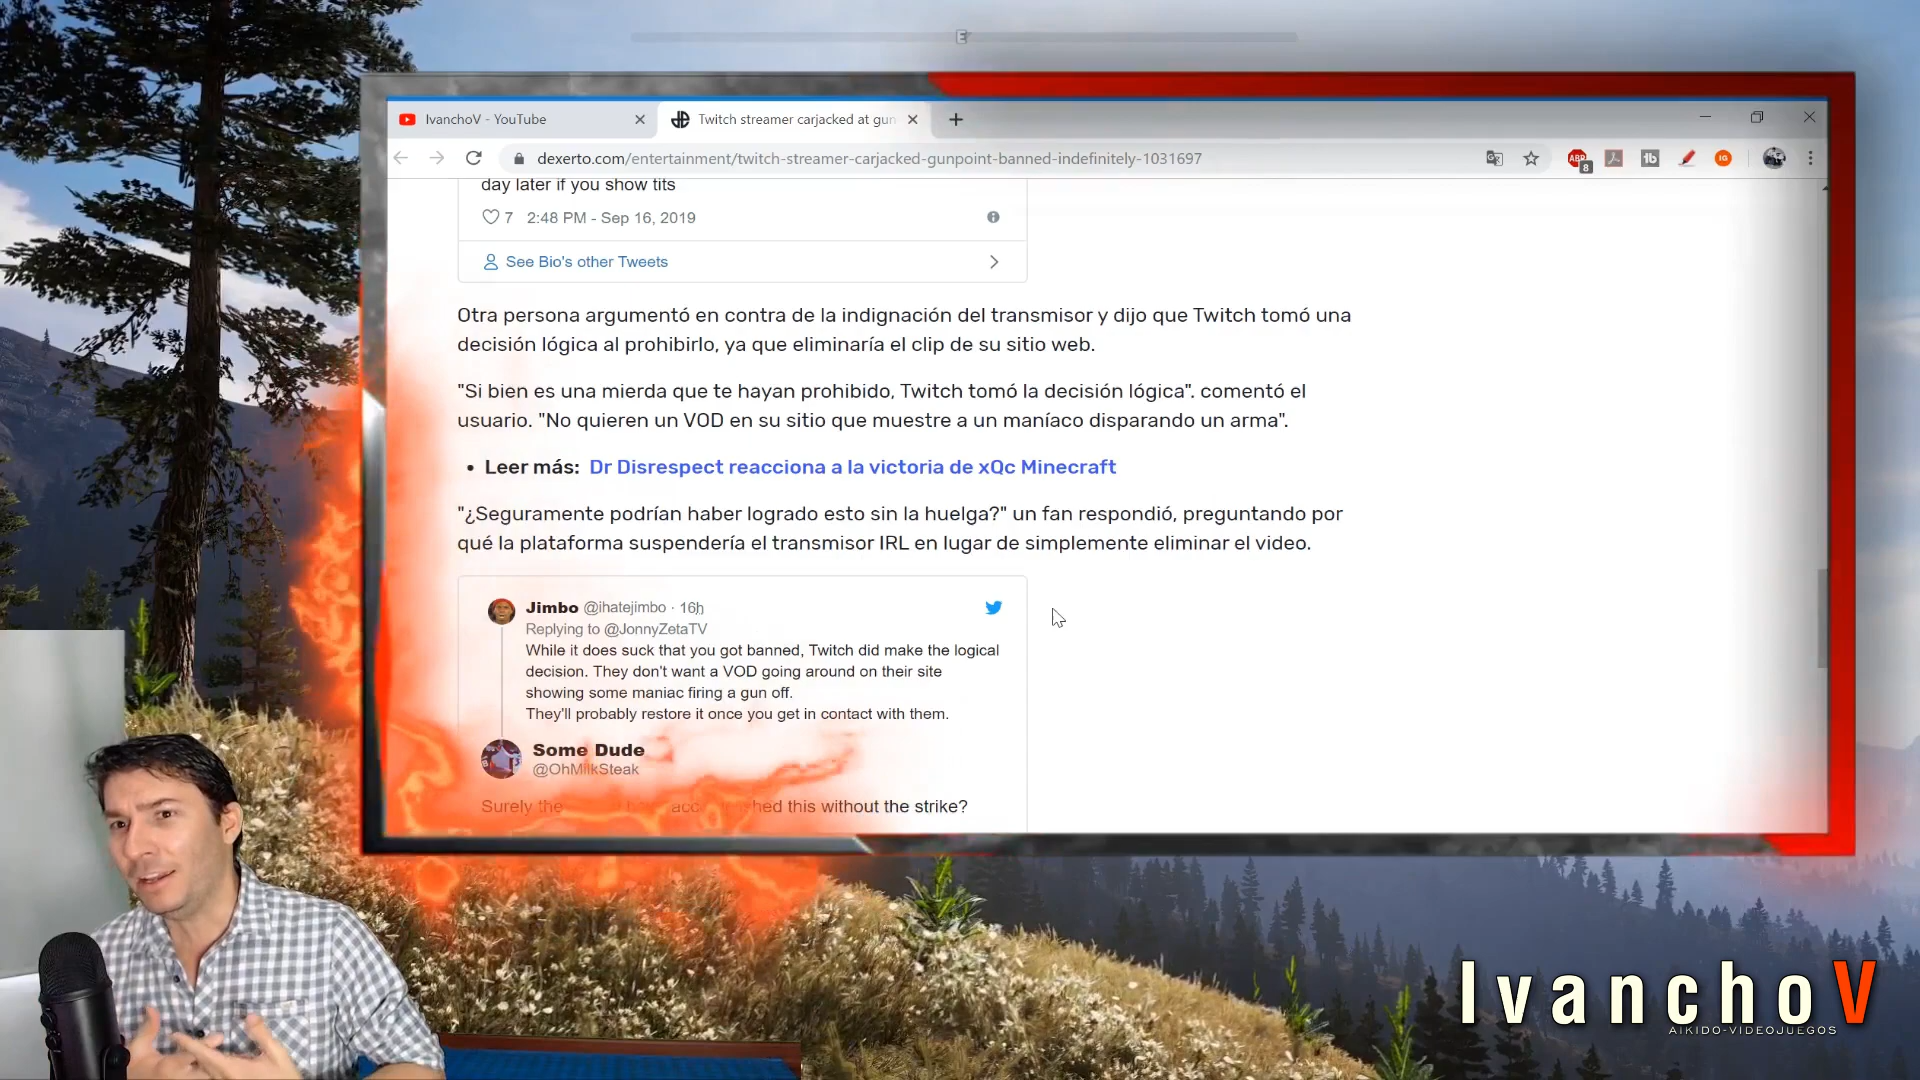 E
IvanchoV - YouTube
Twitch streamer carjacked at gun
dexerto.com/entertainment/twitch-streamer-carjacked-gunpoint-banned-indefinitely-1031697
ABP
8
tb
IG
day later if you show tits
7 2:48 PM - Sep 16, 2019
See Bio's other Tweets
Otra persona argumentó en contra de la indignación del transmisor y dijo que Twitch tomó una
decisión lógica al prohibirlo, ya que eliminaría el clip de su sitio web.
"Si bien es una mierda que te hayan prohibido, Twitch tomó la decisión lógica". comentó el
usuario. "No quieren un VOD en su sitio que muestre a un maníaco disparando un arma".
• Leer más: Dr Disrespect reacciona a la victoria de xQc Minecraft
"¿Seguramente podrían haber logrado esto sin la huelga?" un fan respondió, preguntando por
qué la plataforma suspendería el transmisor IRL en lugar de simplemente eliminar el video.
Jimbo @ihatejimbo · 16h
Replying to @JonnyZetaTV
While it does suck that you got banned, Twitch did make the logical
decision. They don't want a VOD going around on their site
showing some maniac firing a gun off.
They'll probably restore it once you get in contact with them.
Some Dude
@OhMilkSteak
Surely the this without the strike?
IvanchoV
AIKIDO-VIDEOJUEGOS